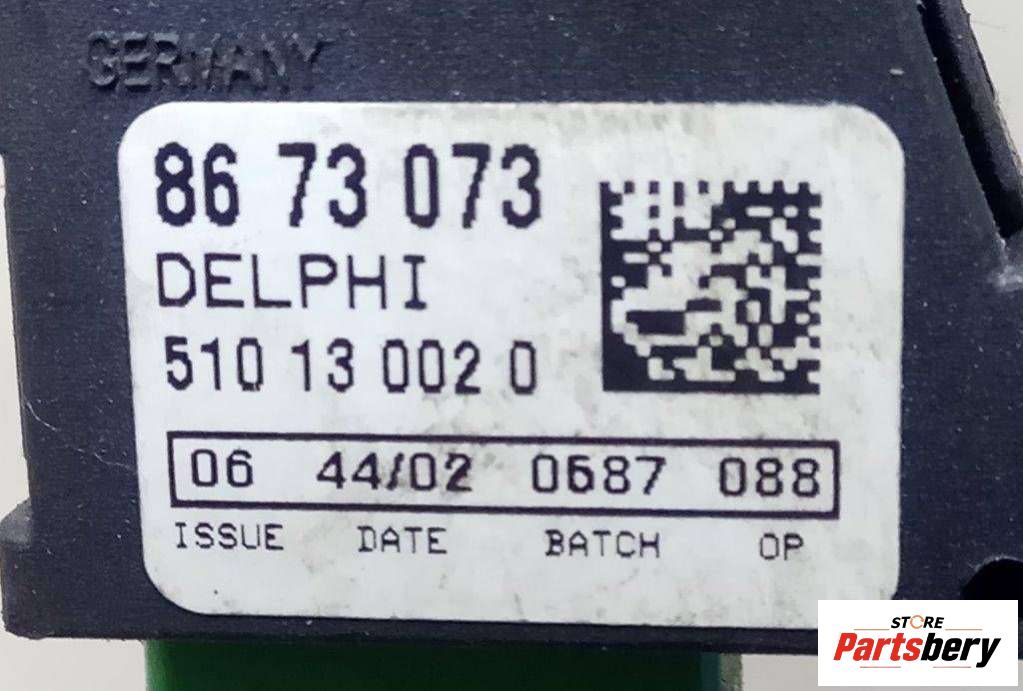 GERMANY
86 73 073
DELPHI
510 13 002 0
06 44/02 0687 088
ISSUE DATE BATCH OP
STORE
Partsbery